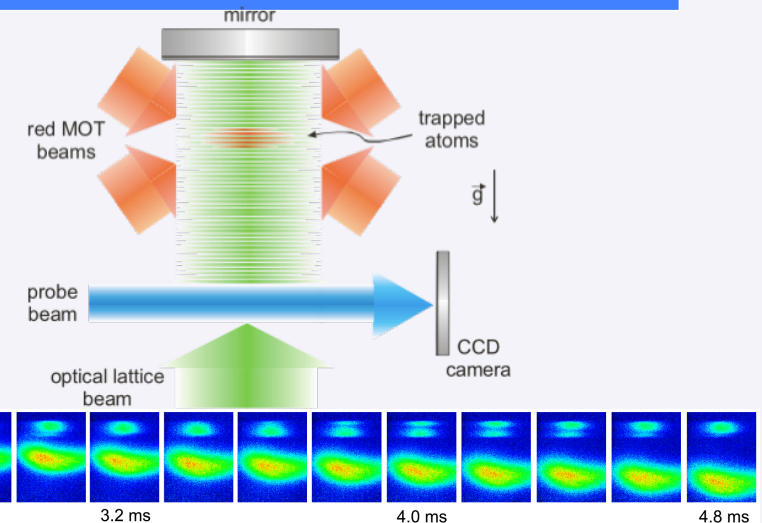 mirror
red MOT
beams
trapped
atoms
g
probe
beam
CCD
camera
optical lattice
beam
3.2 ms
4.0 ms
4.8 ms